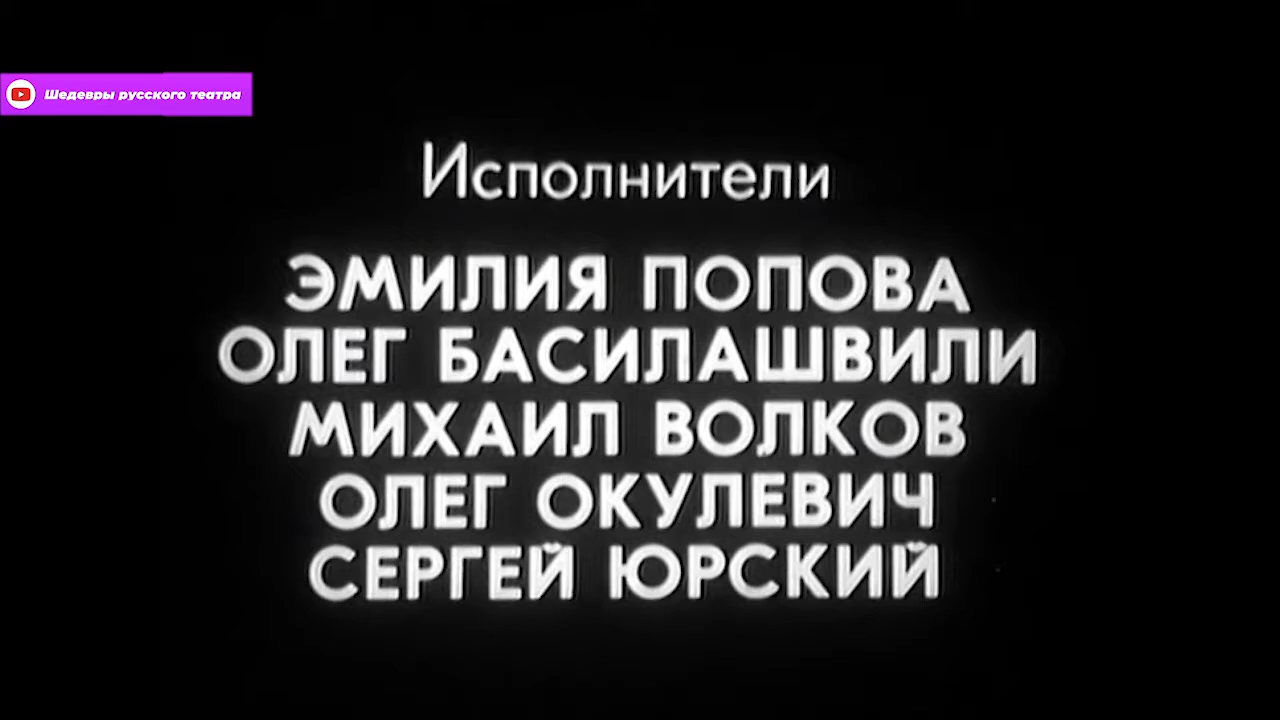 Шедевры русского театра
Исполнители
ЭМИЛИЯ ПОПОВА
ОЛЕГ БАСИЛАШВИЛИ
МИХАИЛ ВОЛКОВ
ОЛЕГ ОКУЛЕВИЧ
СЕРГЕЙ ЮРСКИЙ